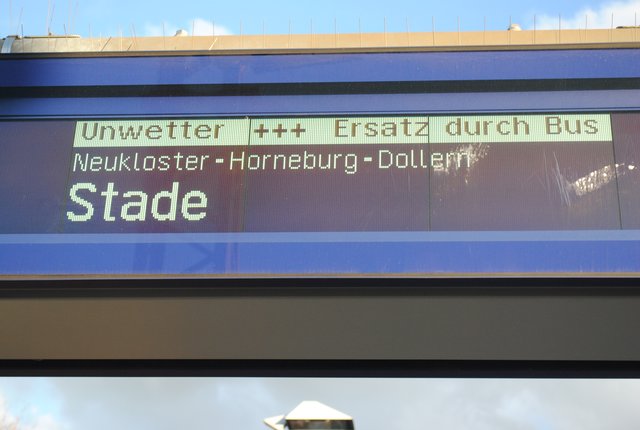 Unwetter +++ Ersatz durch Bus
Neukloster-Horneburg-Dollern
Stade